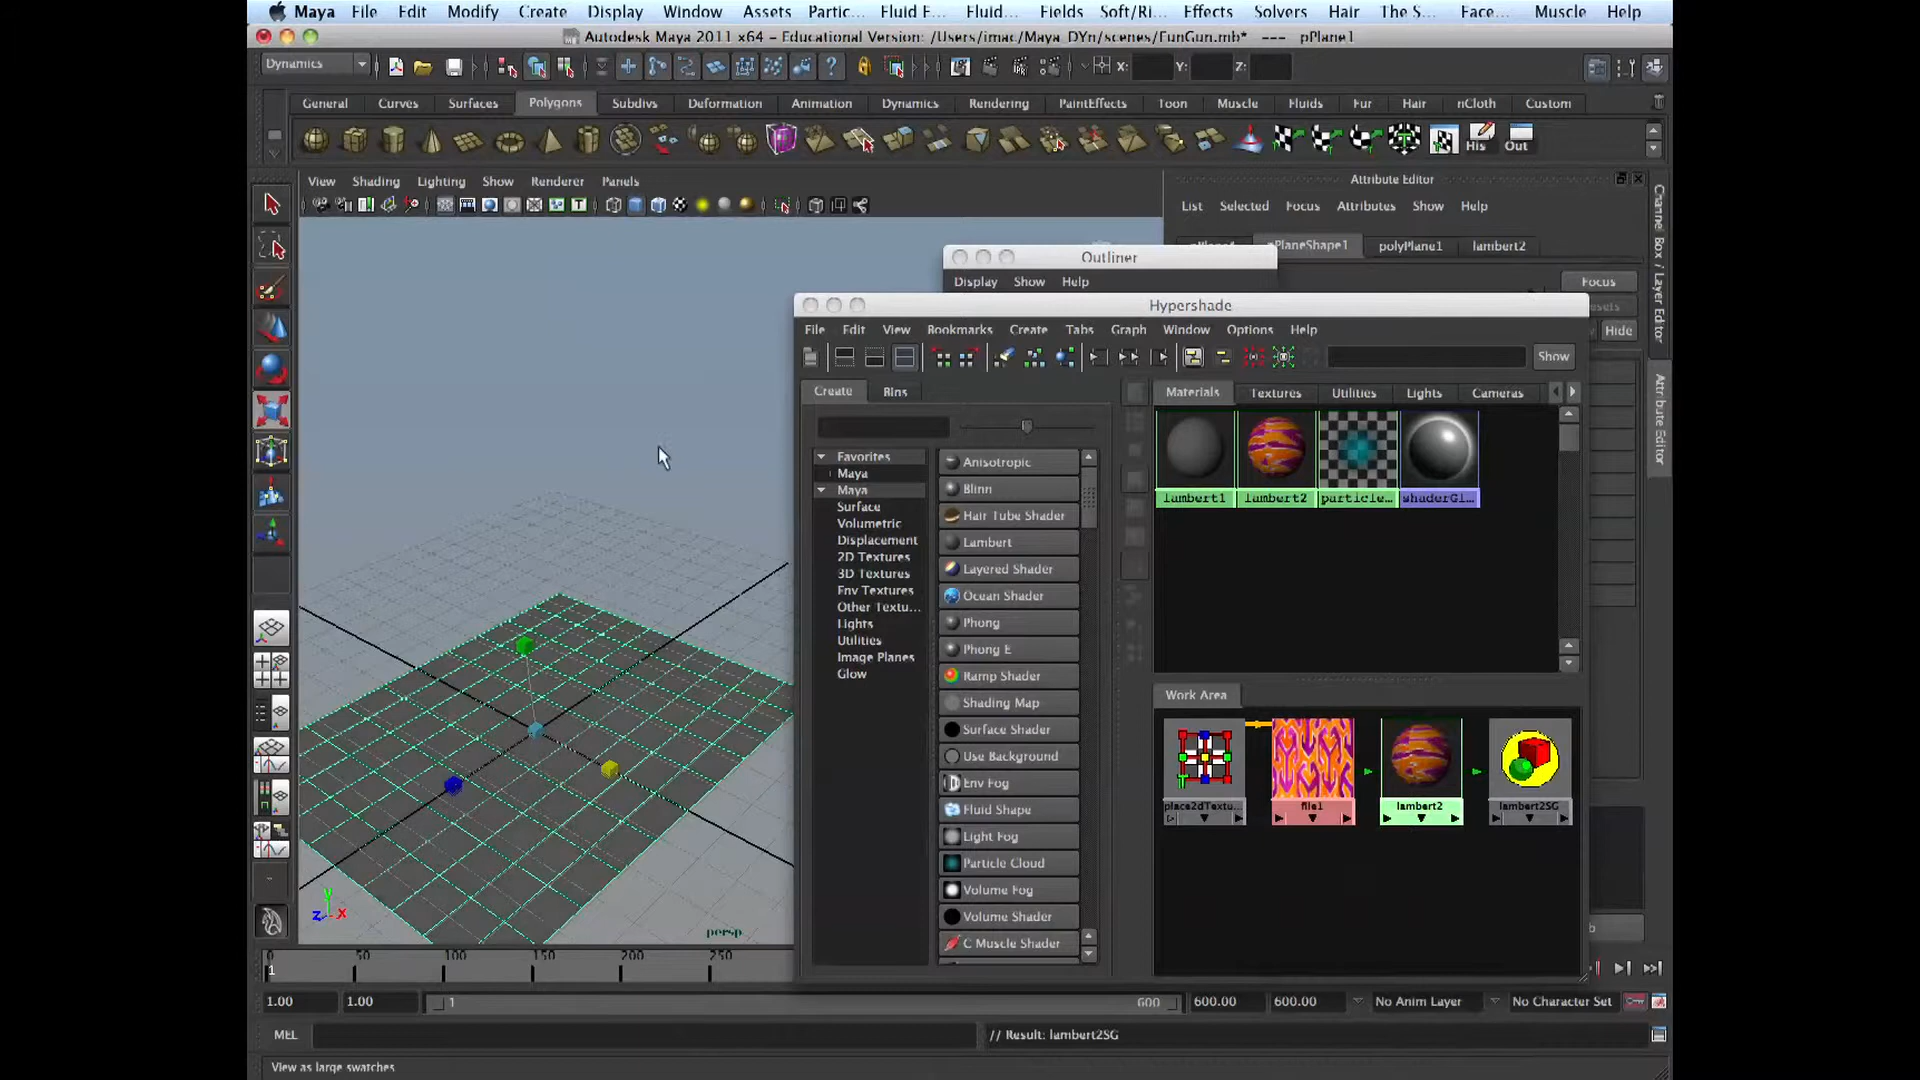 Maya File Edit Modify Create Display Window Assets Partic... Fluid E... Fluid... Fields Soft/Ri... Effects Solvers Hair The S... Face... Muscle Help
Autodesk Maya 2011 x64 - Educational Version: /Users/imac/Maya_DYn/scenes/FunGun.mb* --- pPlane1
Dynamics X: Y: Z:
General Curves Surfaces Polygons Subdivs Deformation Animation Dynamics Rendering PaintEffects Toon Muscle Fluids Fur Hair nCloth Custom
His Out
View Shading Lighting Show Renderer Panels
Attribute Editor
List Selected Focus Attributes Show Help
pPlaneShape1 polyPlane1 lambert2
Focus
Hide
Channel Box / Layer Editor
Attribute Editor
Outliner
Display Show Help
Hypershade
File Edit View Bookmarks Create Tabs Graph Window Options Help
Show
Create Bins
Materials Textures Utilities Lights Cameras
lambert1 lambert2 particle... shaderGl...
Favorites
Maya
Maya
Surface
Volumetric
Displacement
2D Textures
3D Textures
Env Textures
Other Textu...
Lights
Utilities
Image Planes
Glow
Anisotropic
Blinn
Hair Tube Shader
Lambert
Layered Shader
Ocean Shader
Phong
Phong E
Ramp Shader
Shading Map
Surface Shader
Use Background
Env Fog
Fluid Shape
Light Fog
Particle Cloud
Volume Fog
Volume Shader
C Muscle Shader
Work Area
place2dTextu... file1 lambert2 lambert2SG
Y Z X
persp
0 50 100 150 200 250
1
1.00 1.00 1 600 600.00 600.00 No Anim Layer No Character Set
MEL // Result: lambert2SG
View as large swatches